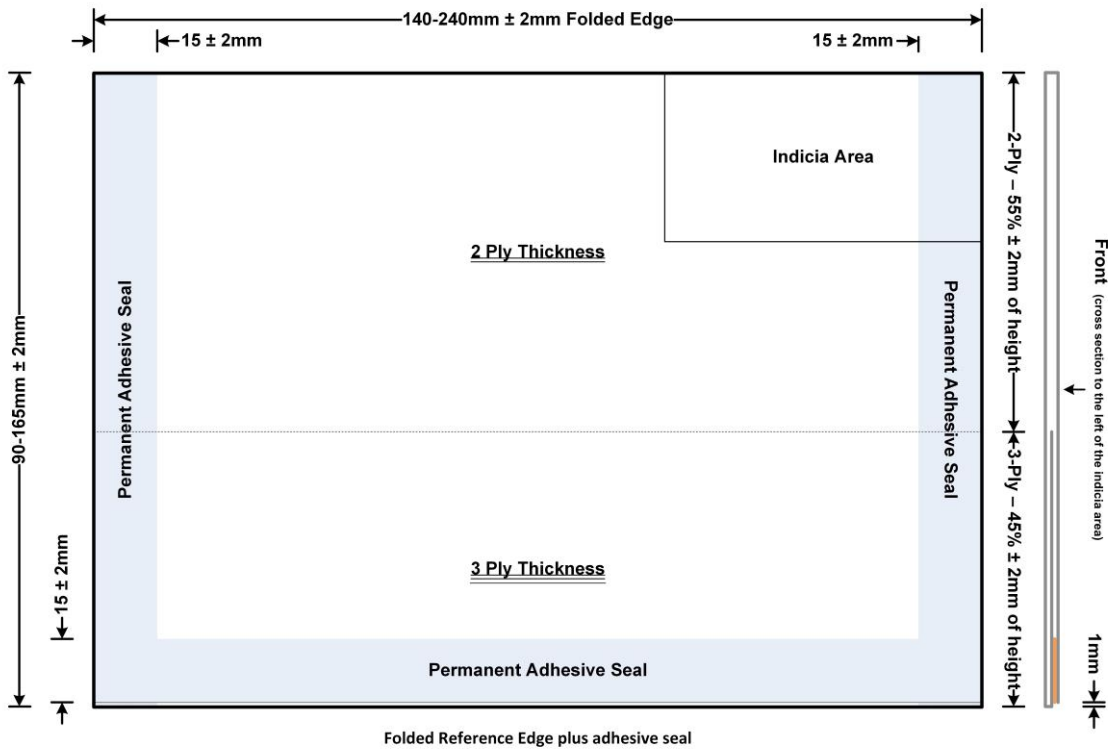 140-240mm ± 2mm Folded Edge
15 ± 2mm
15 ± 2mm
Indicia Area
2 Ply Thickness
Permanent Adhesive Seal
Permanent Adhesive Seal
90-165mm ± 2mm
2-Ply – 55% ± 2mm of height
Front (cross section to the left of the indicia area)
3-Ply – 45% ± 2mm of height
3 Ply Thickness
15 ± 2mm
1mm
Permanent Adhesive Seal
Folded Reference Edge plus adhesive seal